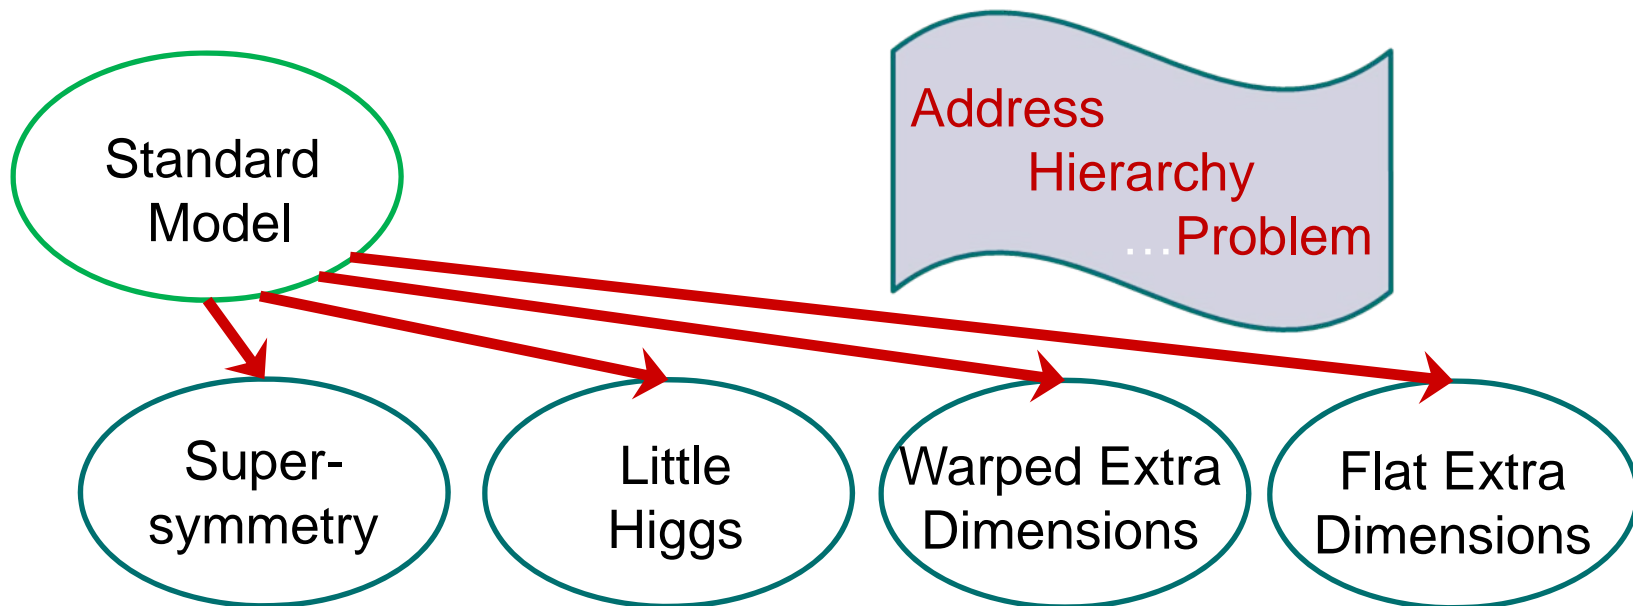 Standard
Model
Address
Hierarchy
...Problem
Super-
symmetry
Little
Higgs
Warped Extra
Dimensions
Flat Extra
Dimensions